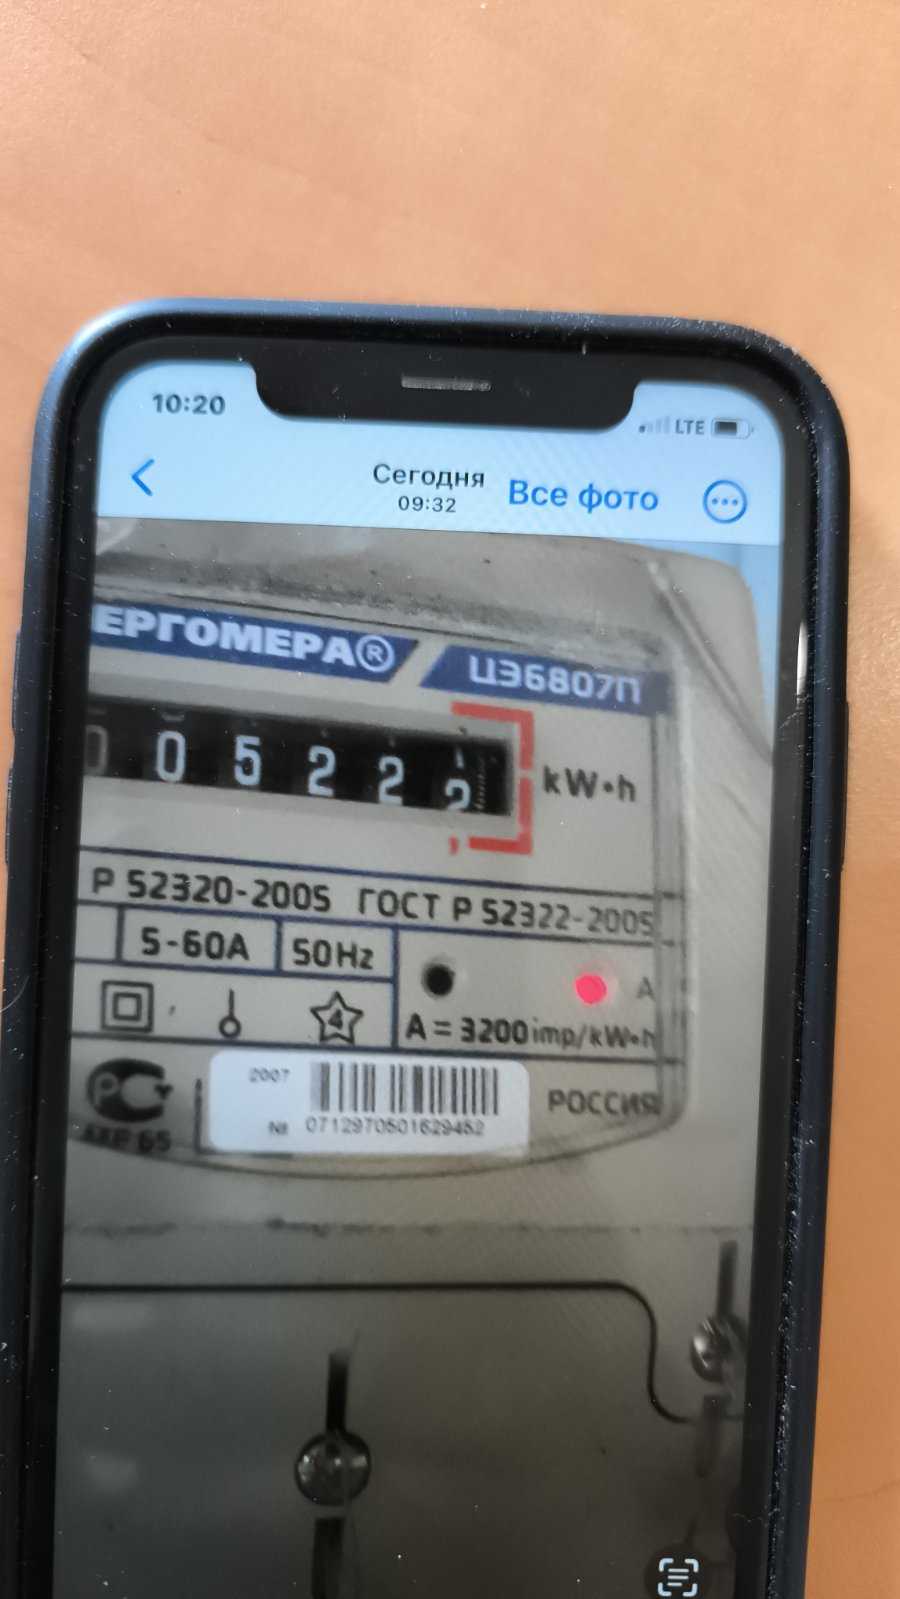 10:20
LTE
Сегодня
09:32
Все фото
ЕРГОМЕРА®
ЦЭ6807П
0 0 5 2 2 2
kW•h
Р 52320-2005 ГОСТ Р 52322-2005
5-60А
50Hz
А
4
А = 3200 imp/kW•h
2007
РОССИЯ
№ 0712970501629452